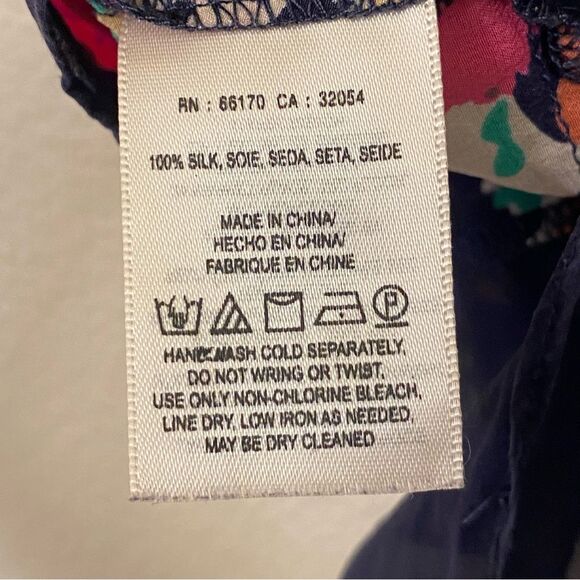 RN : 66170 CA : 32054
100% SILK, SOIE, SEDA, SETA, SEIDE
MADE IN CHINA/
HECHO EN CHINA/
FABRIQUE EN CHINE
P
HAND WASH COLD SEPARATELY,
DO NOT WRING OR TWIST.
USE ONLY NON-CHLORINE BLEACH.
LINE DRY, LOW IRON AS NEEDED,
MAY BE DRY CLEANED